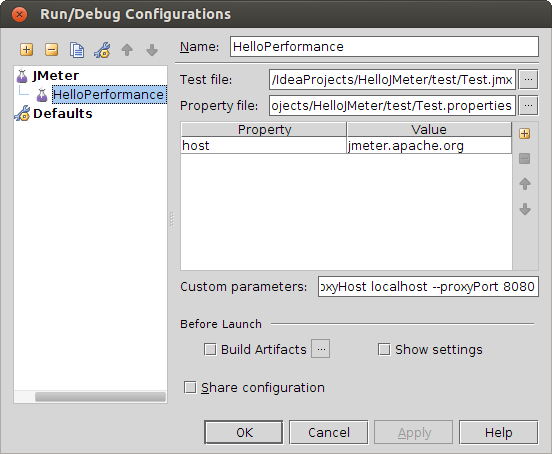 Run/Debug Configurations
Name: HelloPerformance
JMeter
HelloPerformance
Defaults
Test file: /IdeaProjects/HelloJMeter/test/Test.jmx ...
Property file: ojects/HelloJMeter/test/Test.properties ...
Property Value
host jmeter.apache.org
Custom parameters: oxyHost localhost --proxyPort 8080
Before Launch
Build Artifacts ... Show settings
Share configuration
OK Cancel Apply Help